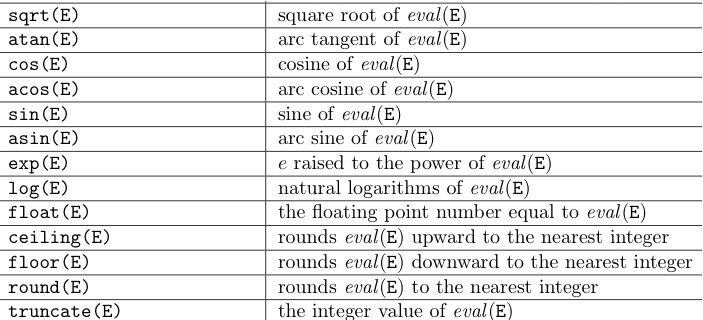 sqrt(E) square root of eval(E)
atan(E) arc tangent of eval(E)
cos(E) cosine of eval(E)
acos(E) arc cosine of eval(E)
sin(E) sine of eval(E)
asin(E) arc sine of eval(E)
exp(E) e raised to the power of eval(E)
log(E) natural logarithms of eval(E)
float(E) the floating point number equal to eval(E)
ceiling(E) rounds eval(E) upward to the nearest integer
floor(E) rounds eval(E) downward to the nearest integer
round(E) rounds eval(E) to the nearest integer
truncate(E) the integer value of eval(E)